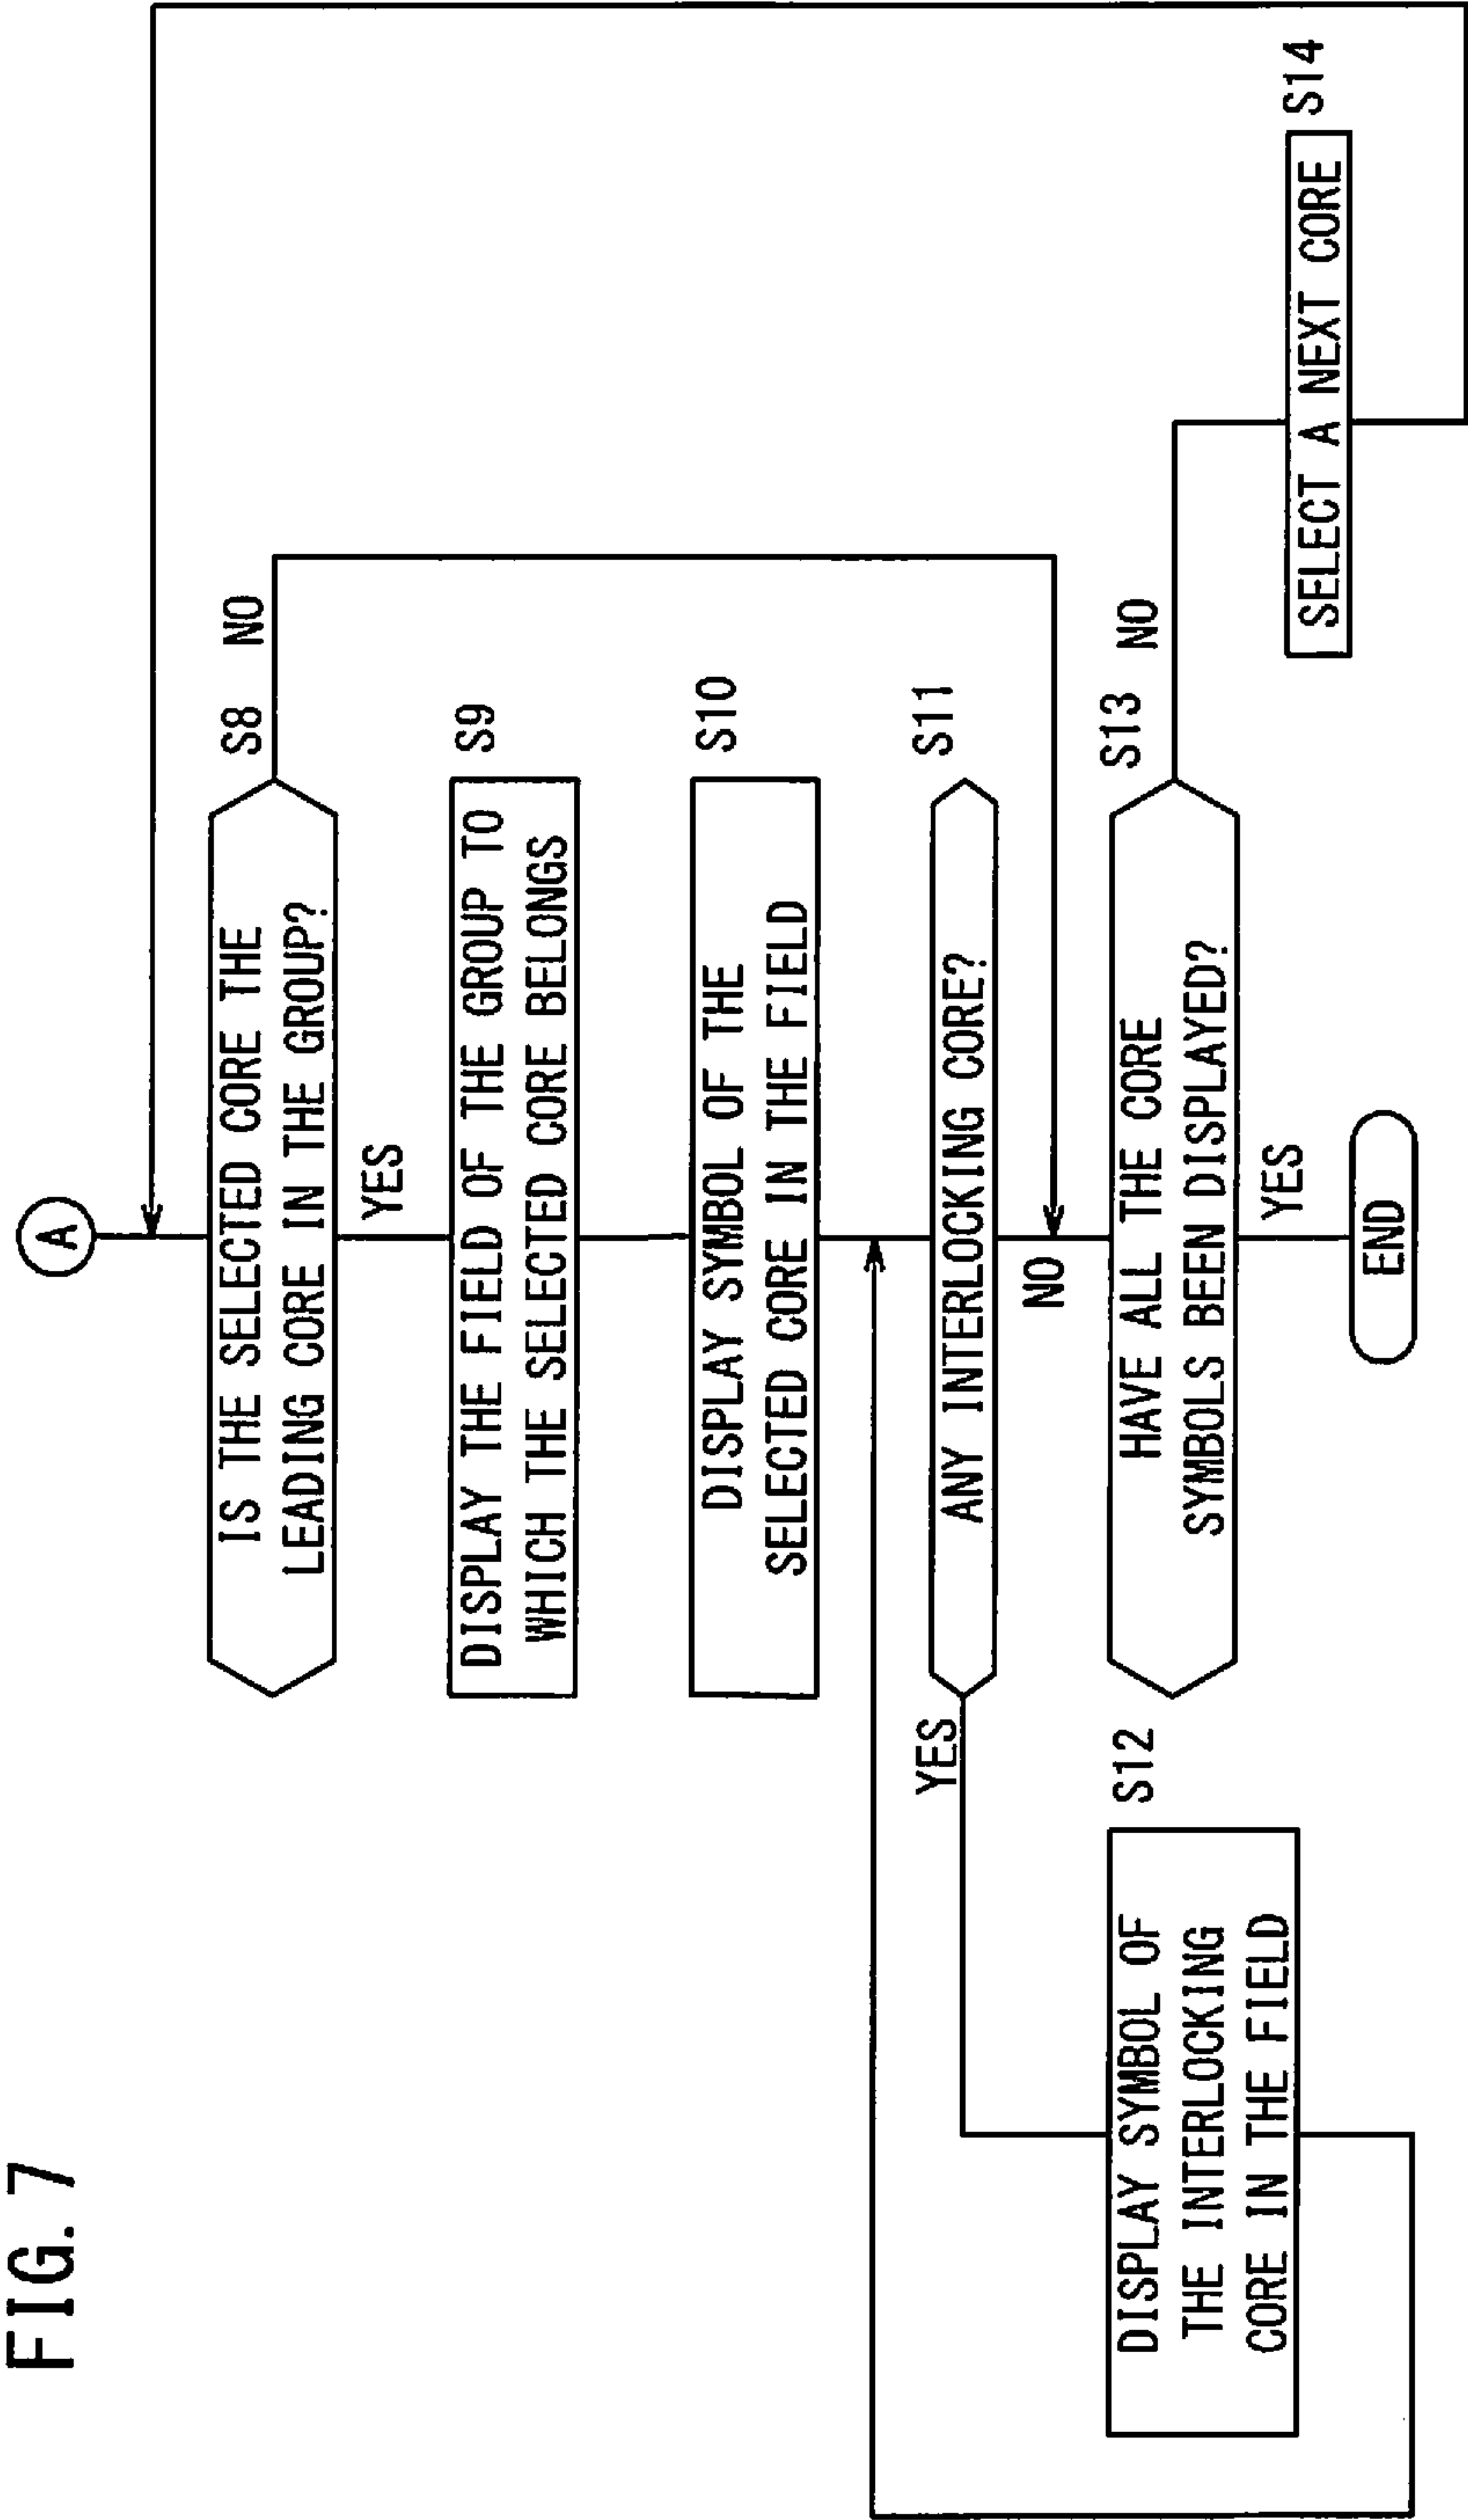 FIG. 7
A
IS THE SELECTED CORE THE
LEADING CORE IN THE GROUP?
S8
NO
YES
DISPLAY THE FIELD OF THE GROUP TO
WHICH THE SELECTED CORE BELONGS
S9
DISPLAY SYMBOL OF THE
SELECTED CORE IN THE FIELD
S10
ANY INTERLOCKING CORE?
S11
YES
NO
DISPLAY SYMBOL OF
THE INTERLOCKING
CORE IN THE FIELD
S12
HAVE ALL THE CORE
SYMBOLS BEEN DISPLAYED?
S13
NO
YES
SELECT A NEXT CORE
S14
END